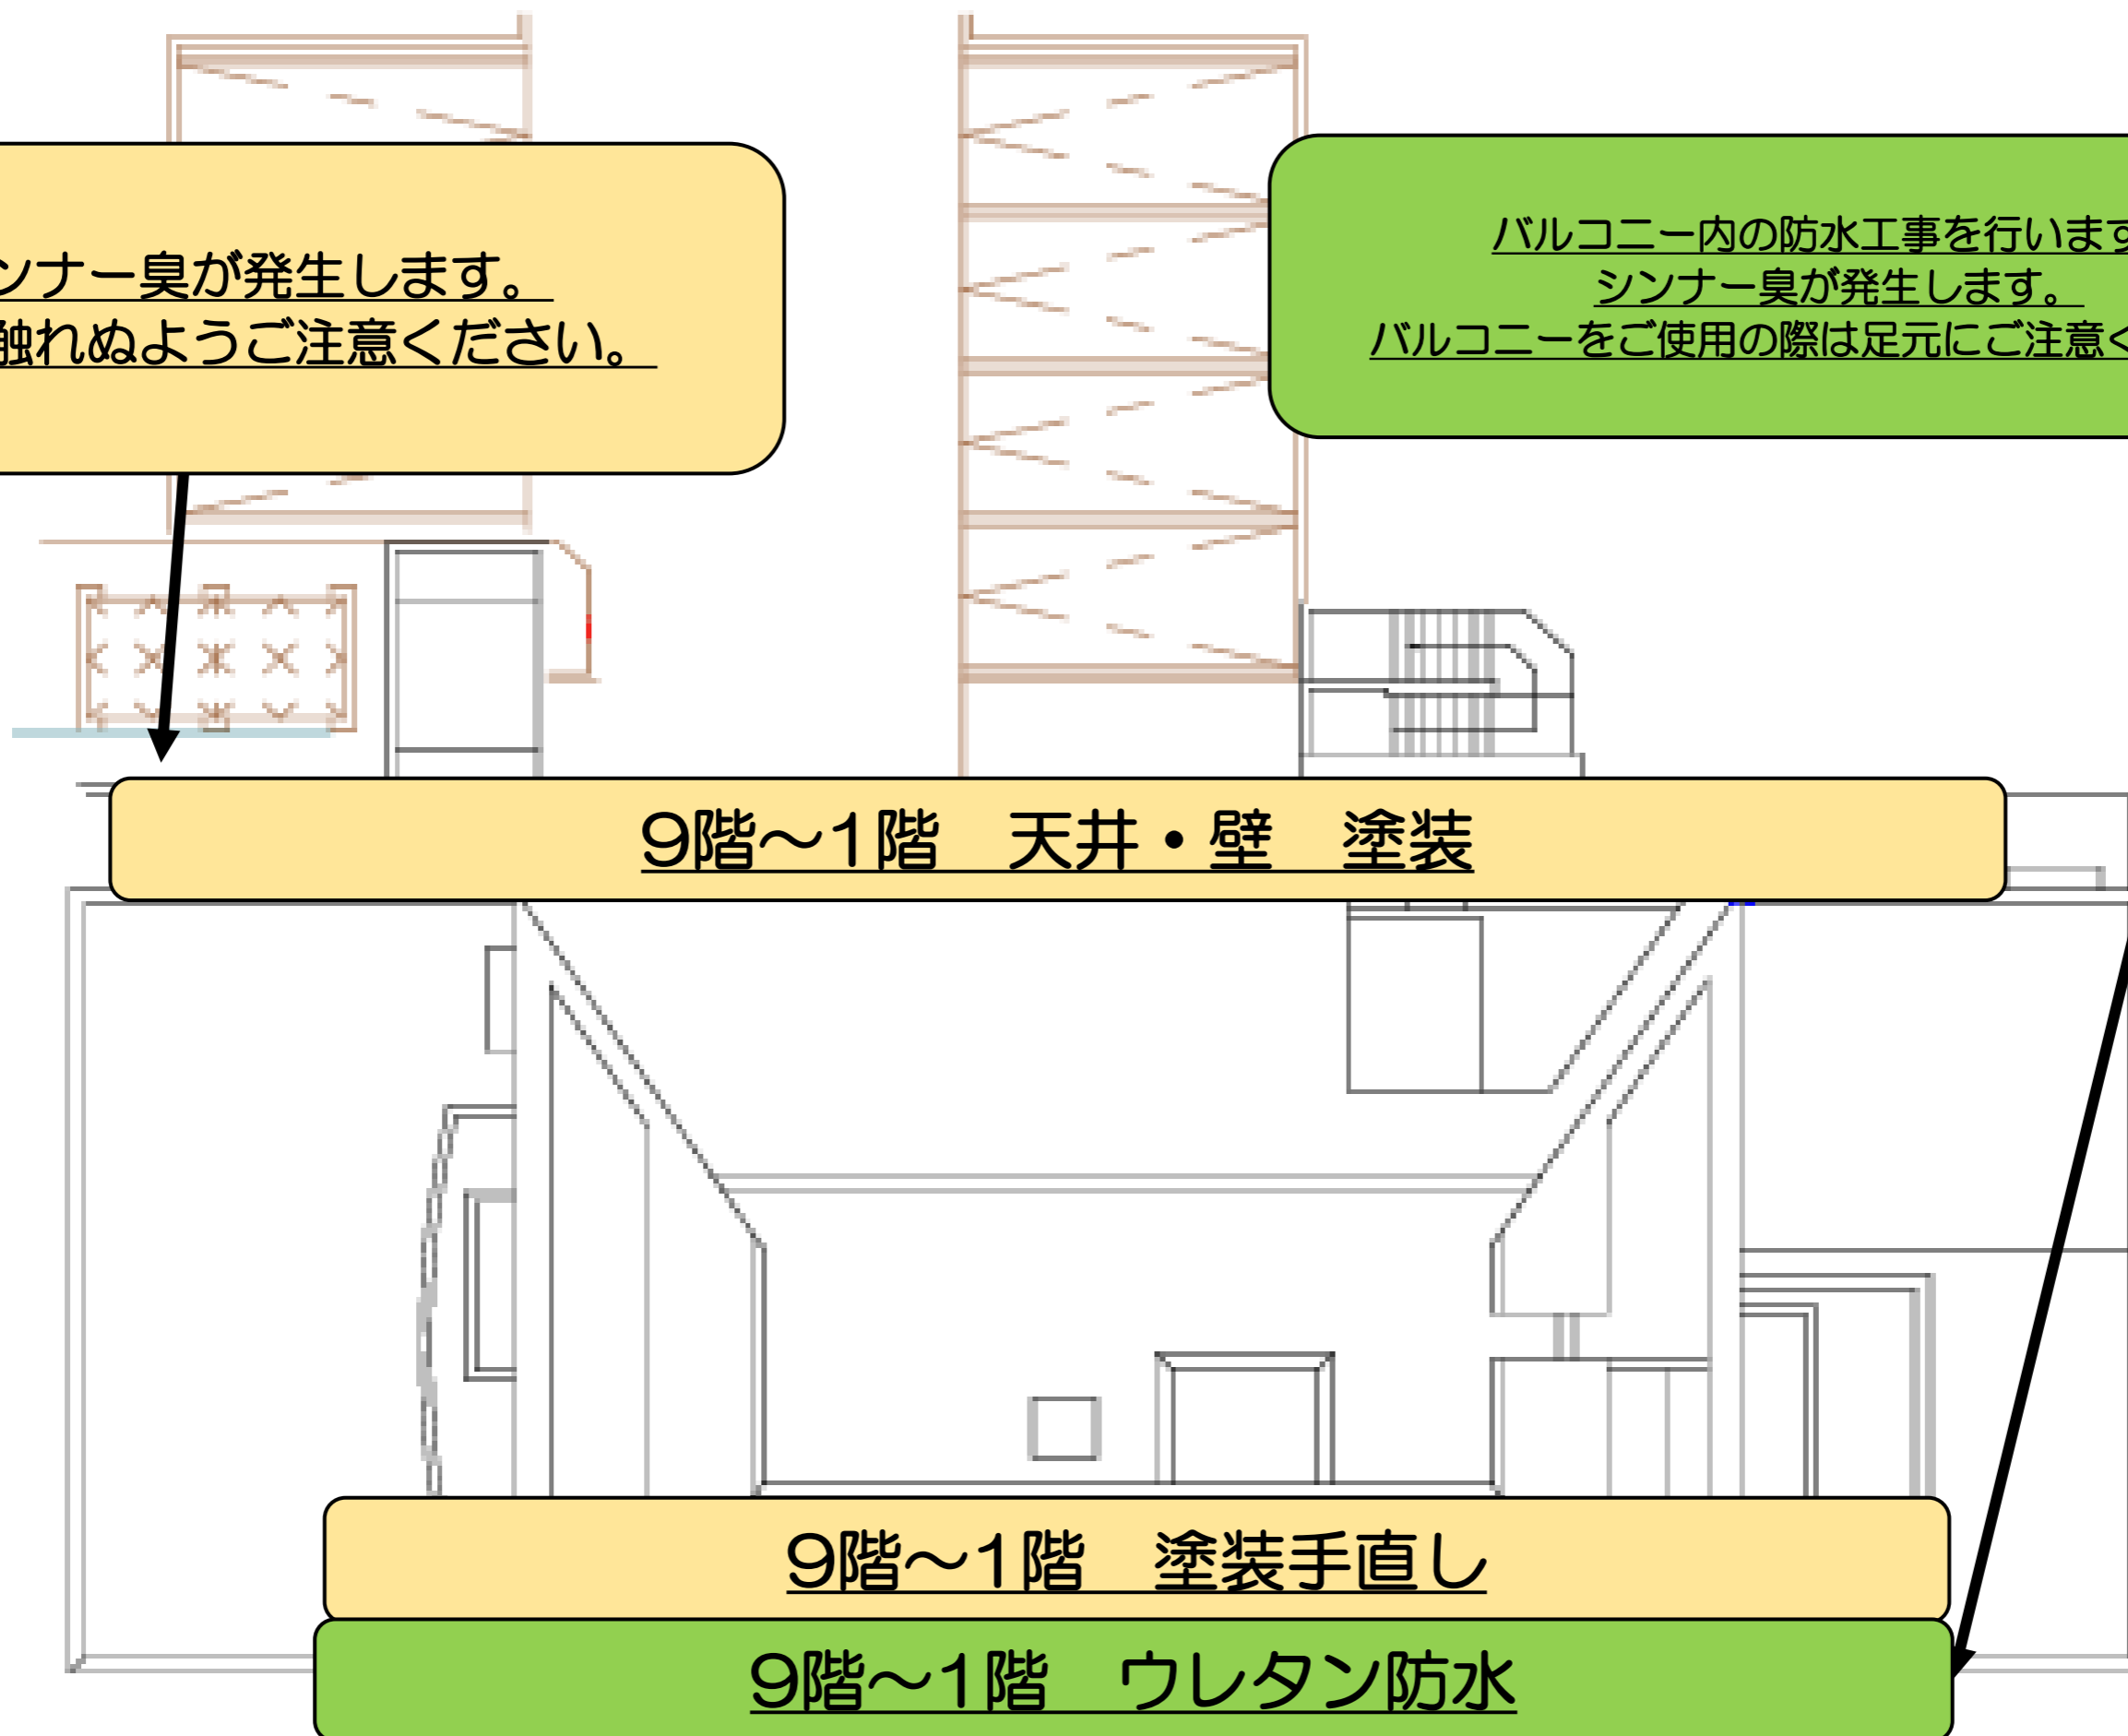 ンナー臭が発生します。
触れぬようご注意ください。
バルコニー内の防水工事を行います
シンナー臭が発生します。
バルコニーをご使用の際は足元にご注意く
9階～1階　天井・壁　塗装
9階～1階　塗装手直し
9階～1階　ウレタン防水